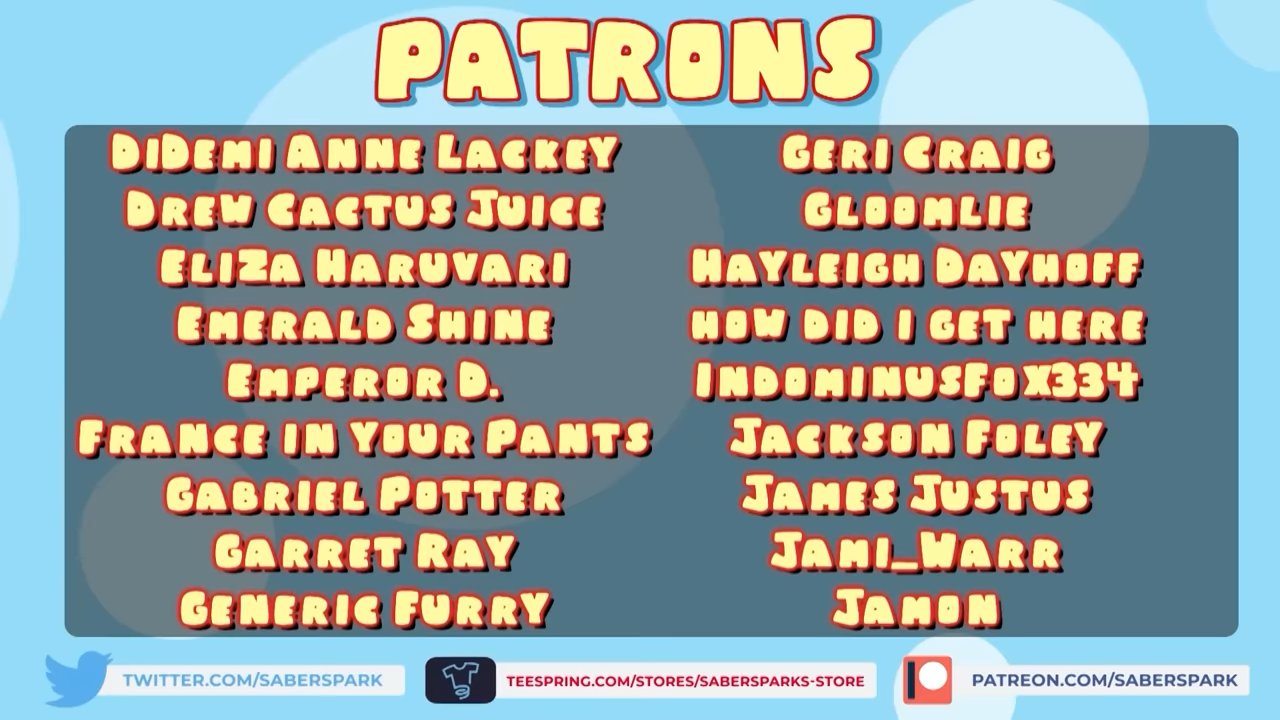 PATRONS
DiDemi Anne Lackey
Drew Cactus Juice
Eliza Haruvari
Emerald Shine
Emperor D.
France in your Pants
Gabriel Potter
Garret Ray
Generic Furry
Geri Craig
Gloomlie
Hayleigh Dayhoff
how did i get here
IndominusFox334
Jackson Foley
James Justus
Jami_Warr
Jamon
TWITTER.COM/SABERSPARK
TEESPRING.COM/STORES/SABERSPARKS-STORE
PATREON.COM/SABERSPARK